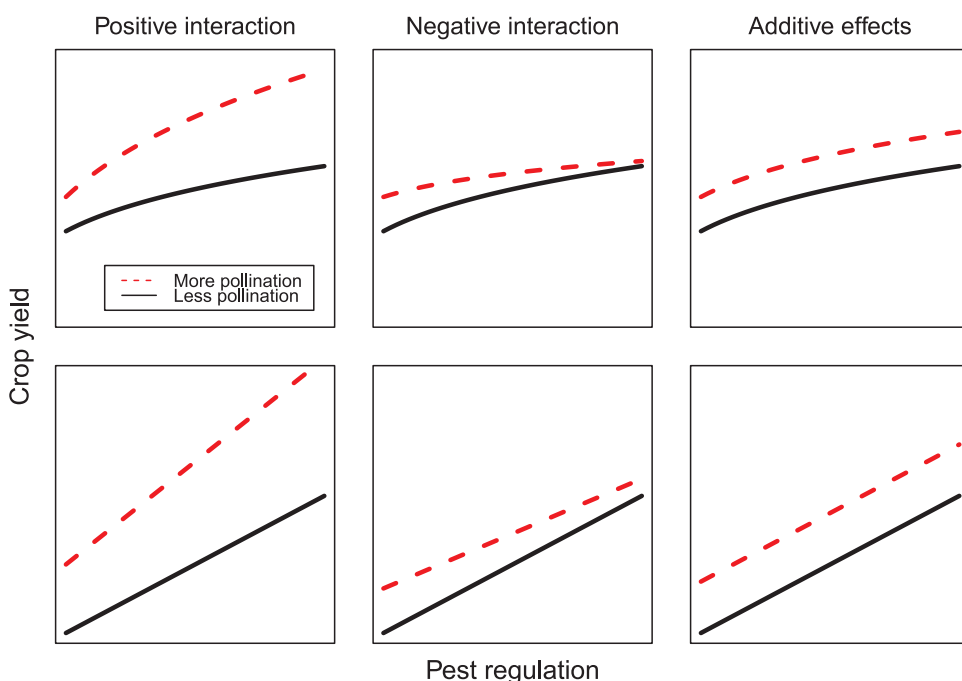 Positive interaction
Negative interaction
Additive effects
More pollination
Less pollination
Crop yield
Pest regulation